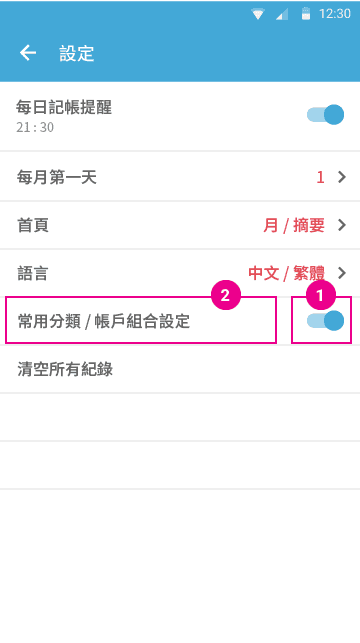 12:30
設定
每日記帳提醒
21 : 30
每月第一天 1
首頁 月 / 摘要
語言 中文 / 繁體
2 1
常用分類 / 帳戶組合設定
清空所有紀錄